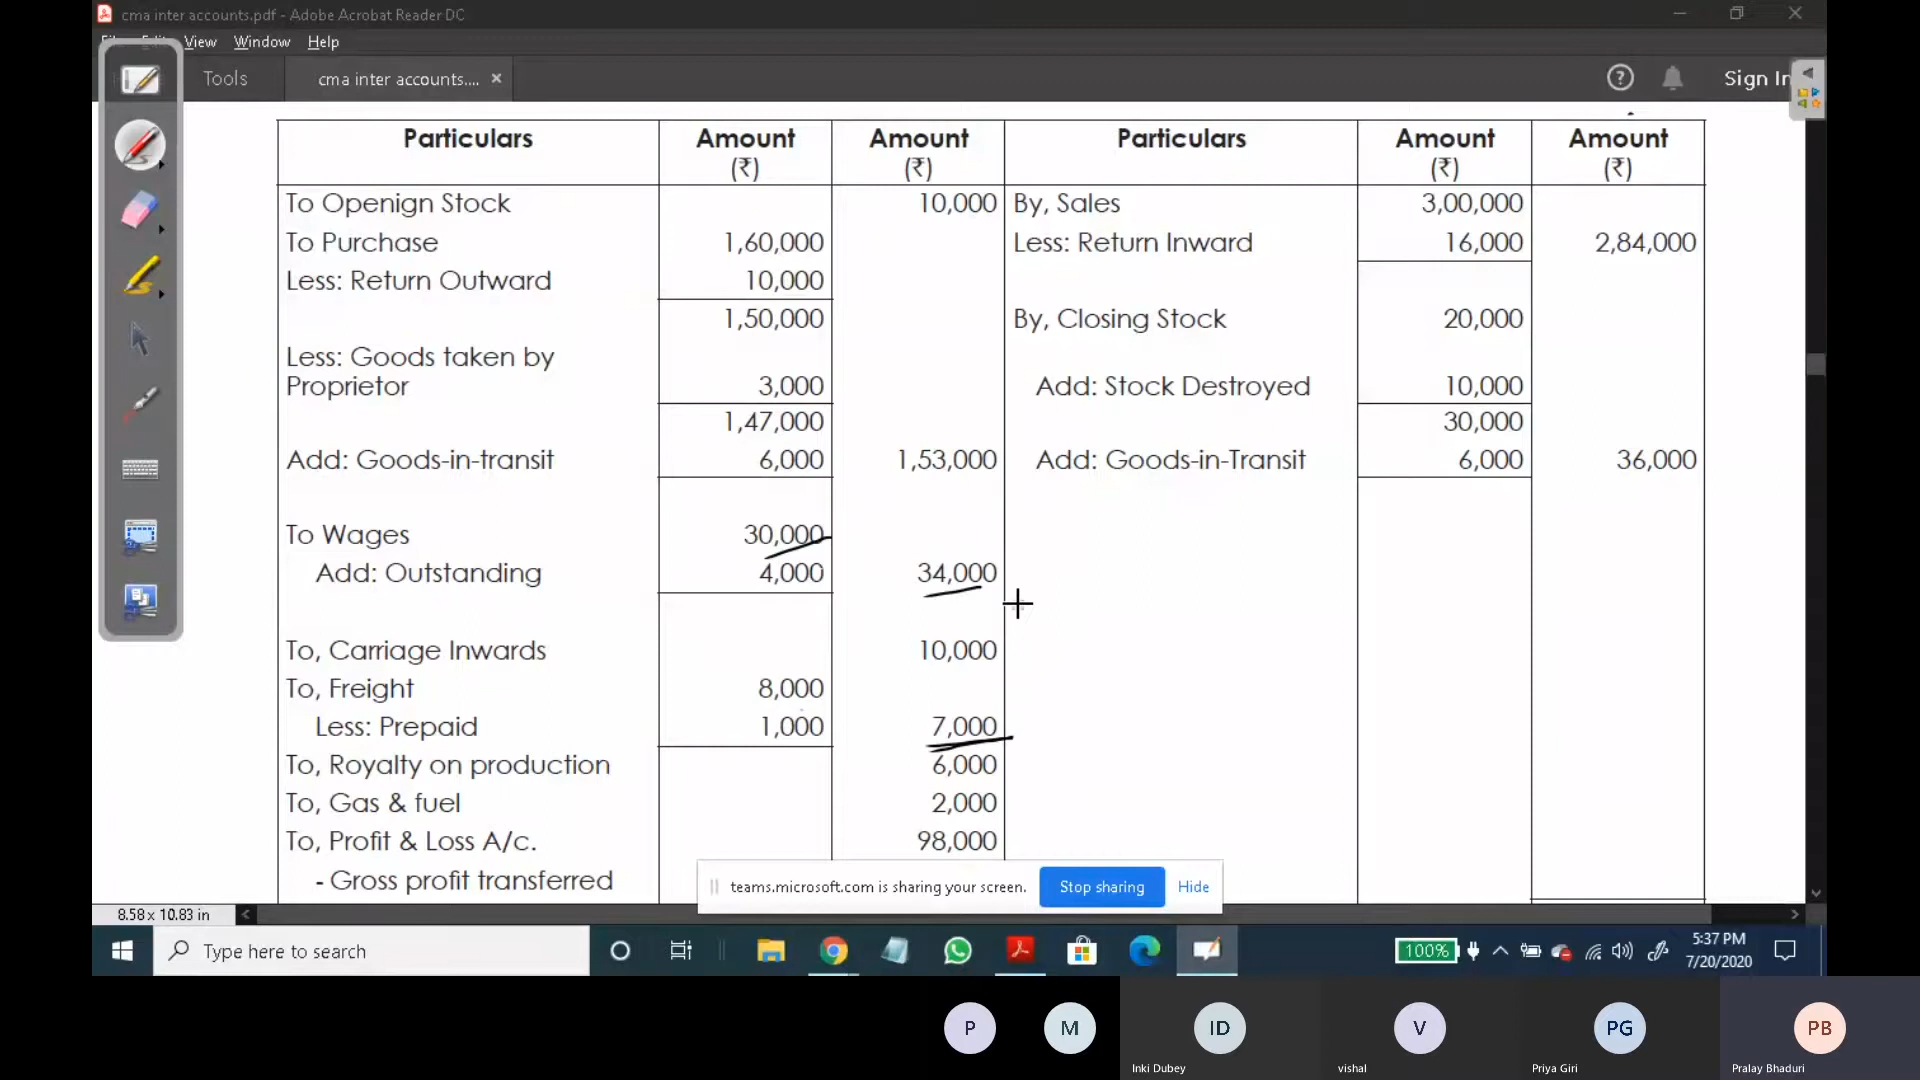 cma inter accounts.pdf - Adobe Acrobat Reader DC
View Window Help
Tools cma inter accounts.... × Sign In
Particulars Amount (₹) Amount (₹) Particulars Amount (₹) Amount (₹)
To Openign Stock 10,000 By, Sales 3,00,000
To Purchase 1,60,000 Less: Return Inward 16,000 2,84,000
Less: Return Outward 10,000
1,50,000 By, Closing Stock 20,000
Less: Goods taken by
Proprietor 3,000 Add: Stock Destroyed 10,000
1,47,000 30,000
Add: Goods-in-transit 6,000 1,53,000 Add: Goods-in-Transit 6,000 36,000
To Wages 30,000
Add: Outstanding 4,000 34,000
To, Carriage Inwards 10,000
To, Freight 8,000
Less: Prepaid 1,000 7,000
To, Royalty on production 6,000
To, Gas & fuel 2,000
To, Profit & Loss A/c. 98,000
- Gross profit transferred
teams.microsoft.com is sharing your screen. Stop sharing Hide
8.58 x 10.83 in
Type here to search 100% 5:37 PM
7/20/2020
P M ID V PG PB
Inki Dubey vishal Priya Giri Pralay Bhaduri